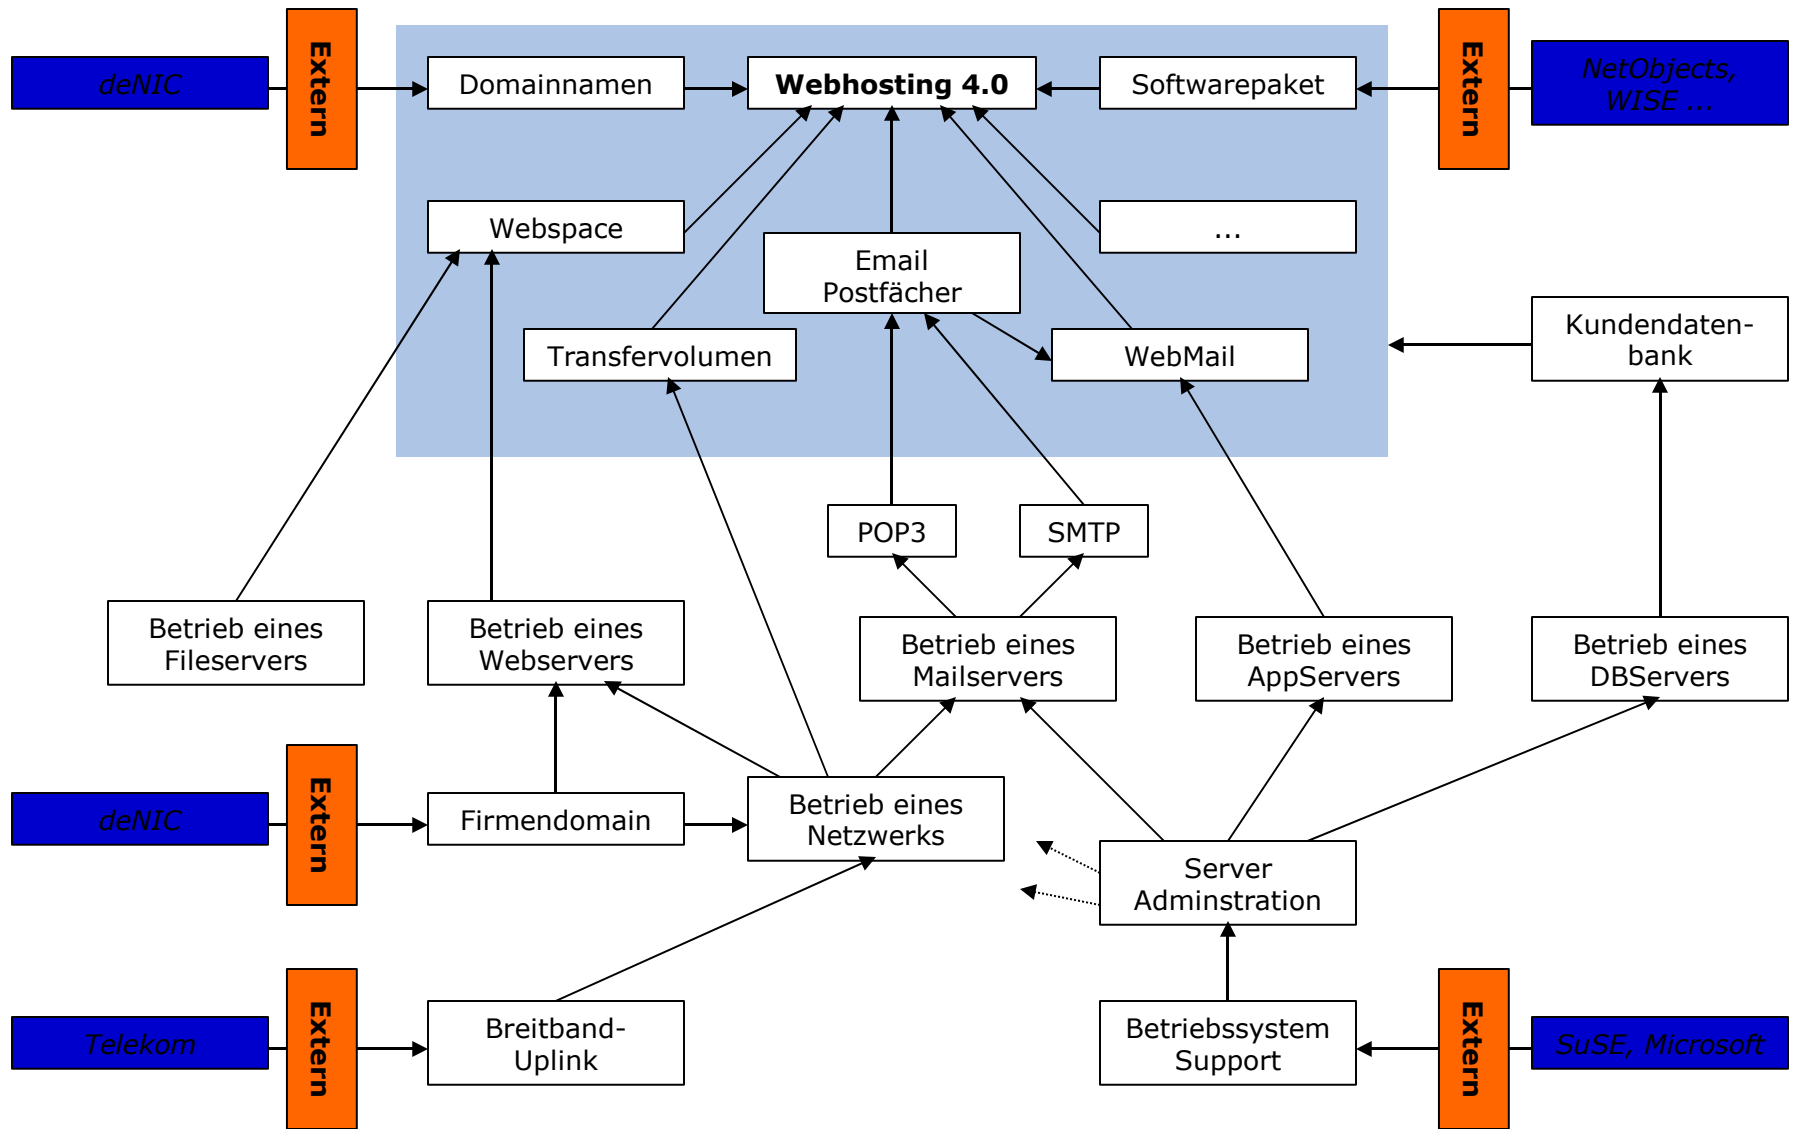 deNIC
Extern
Domainnamen
Webhosting 4.0
Softwarepaket
Extern
NetObjects,
WISE ...
Webspace
Email
Postfächer
...
Transfervolumen
WebMail
Kundendaten-
bank
POP3
SMTP
Betrieb eines
Fileservers
Betrieb eines
Webservers
Betrieb eines
Mailservers
Betrieb eines
AppServers
Betrieb eines
DBServers
deNIC
Extern
Firmendomain
Betrieb eines
Netzwerks
Server
Adminstration
Telekom
Extern
Breitband-
Uplink
Betriebssystem
Support
Extern
SuSE, Microsoft